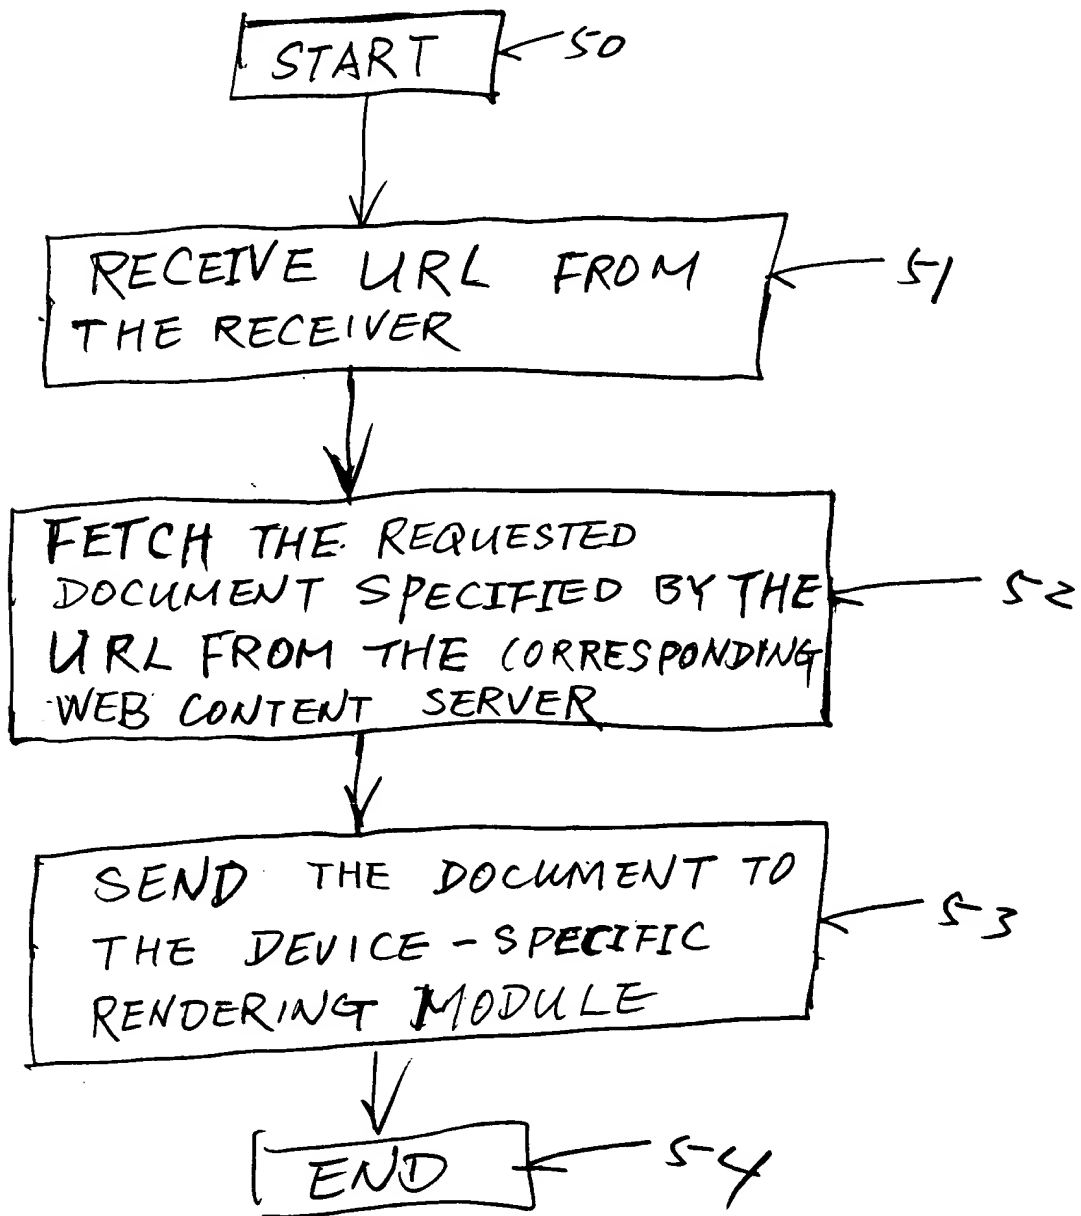 START
50
RECEIVE URL FROM
THE RECEIVER
51
FETCH THE REQUESTED
DOCUMENT SPECIFIED BY THE
URL FROM THE CORRESPONDING
WEB CONTENT SERVER
52
SEND THE DOCUMENT TO
THE DEVICE-SPECIFIC
RENDERING MODULE
53
END
54